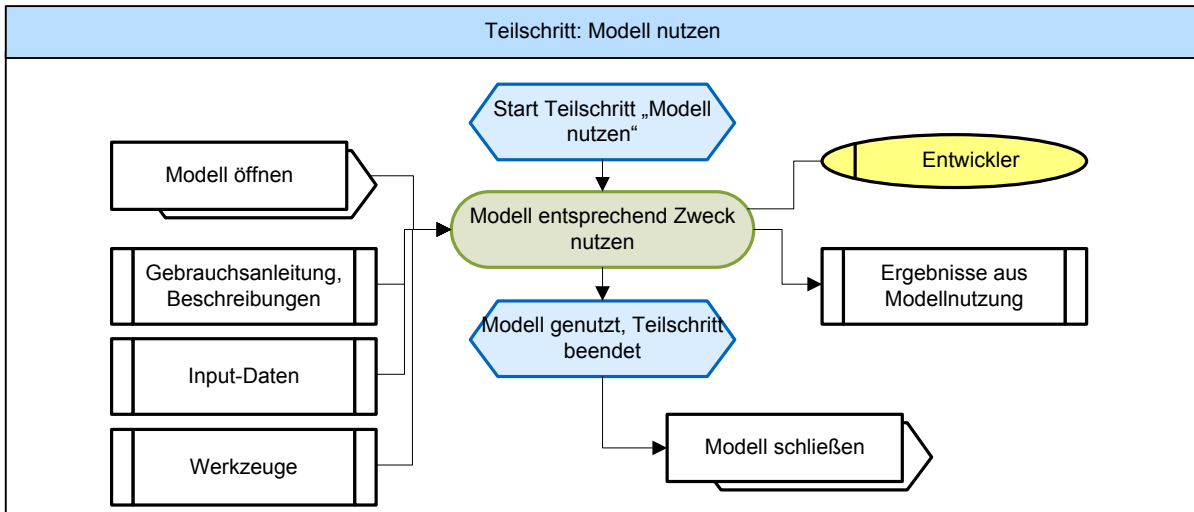 Teilschritt: Modell nutzen
Start Teilschritt „Modell
nutzen“
Modell öffnen
Entwickler
Modell entsprechend Zweck
nutzen
Gebrauchsanleitung,
Beschreibungen
Ergebnisse aus
Modellnutzung
Modell genutzt, Teilschritt
beendet
Input-Daten
Modell schließen
Werkzeuge